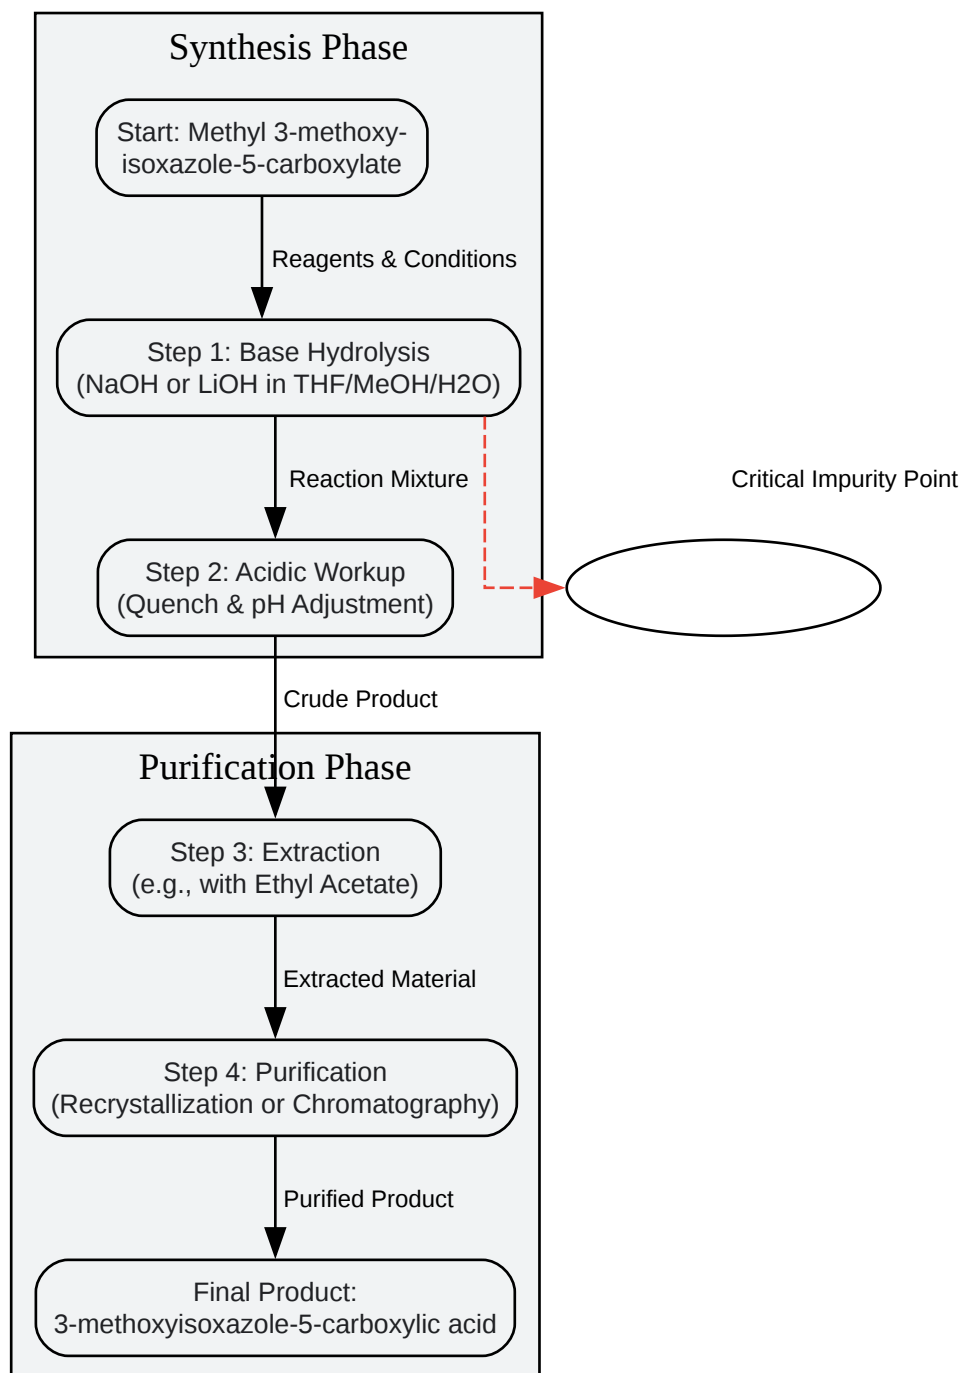 Synthesis Phase
Start: Methyl 3-methoxy-
isoxazole-5-carboxylate
Reagents & Conditions
Step 1: Base Hydrolysis
(NaOH or LiOH in THF/MeOH/H2O)
Reaction Mixture
Critical Impurity Point
Step 2: Acidic Workup
(Quench & pH Adjustment)
Crude Product
Purification Phase
Step 3: Extraction
(e.g., with Ethyl Acetate)
Extracted Material
Step 4: Purification
(Recrystallization or Chromatography)
Purified Product
Final Product:
3-methoxyisoxazole-5-carboxylic acid